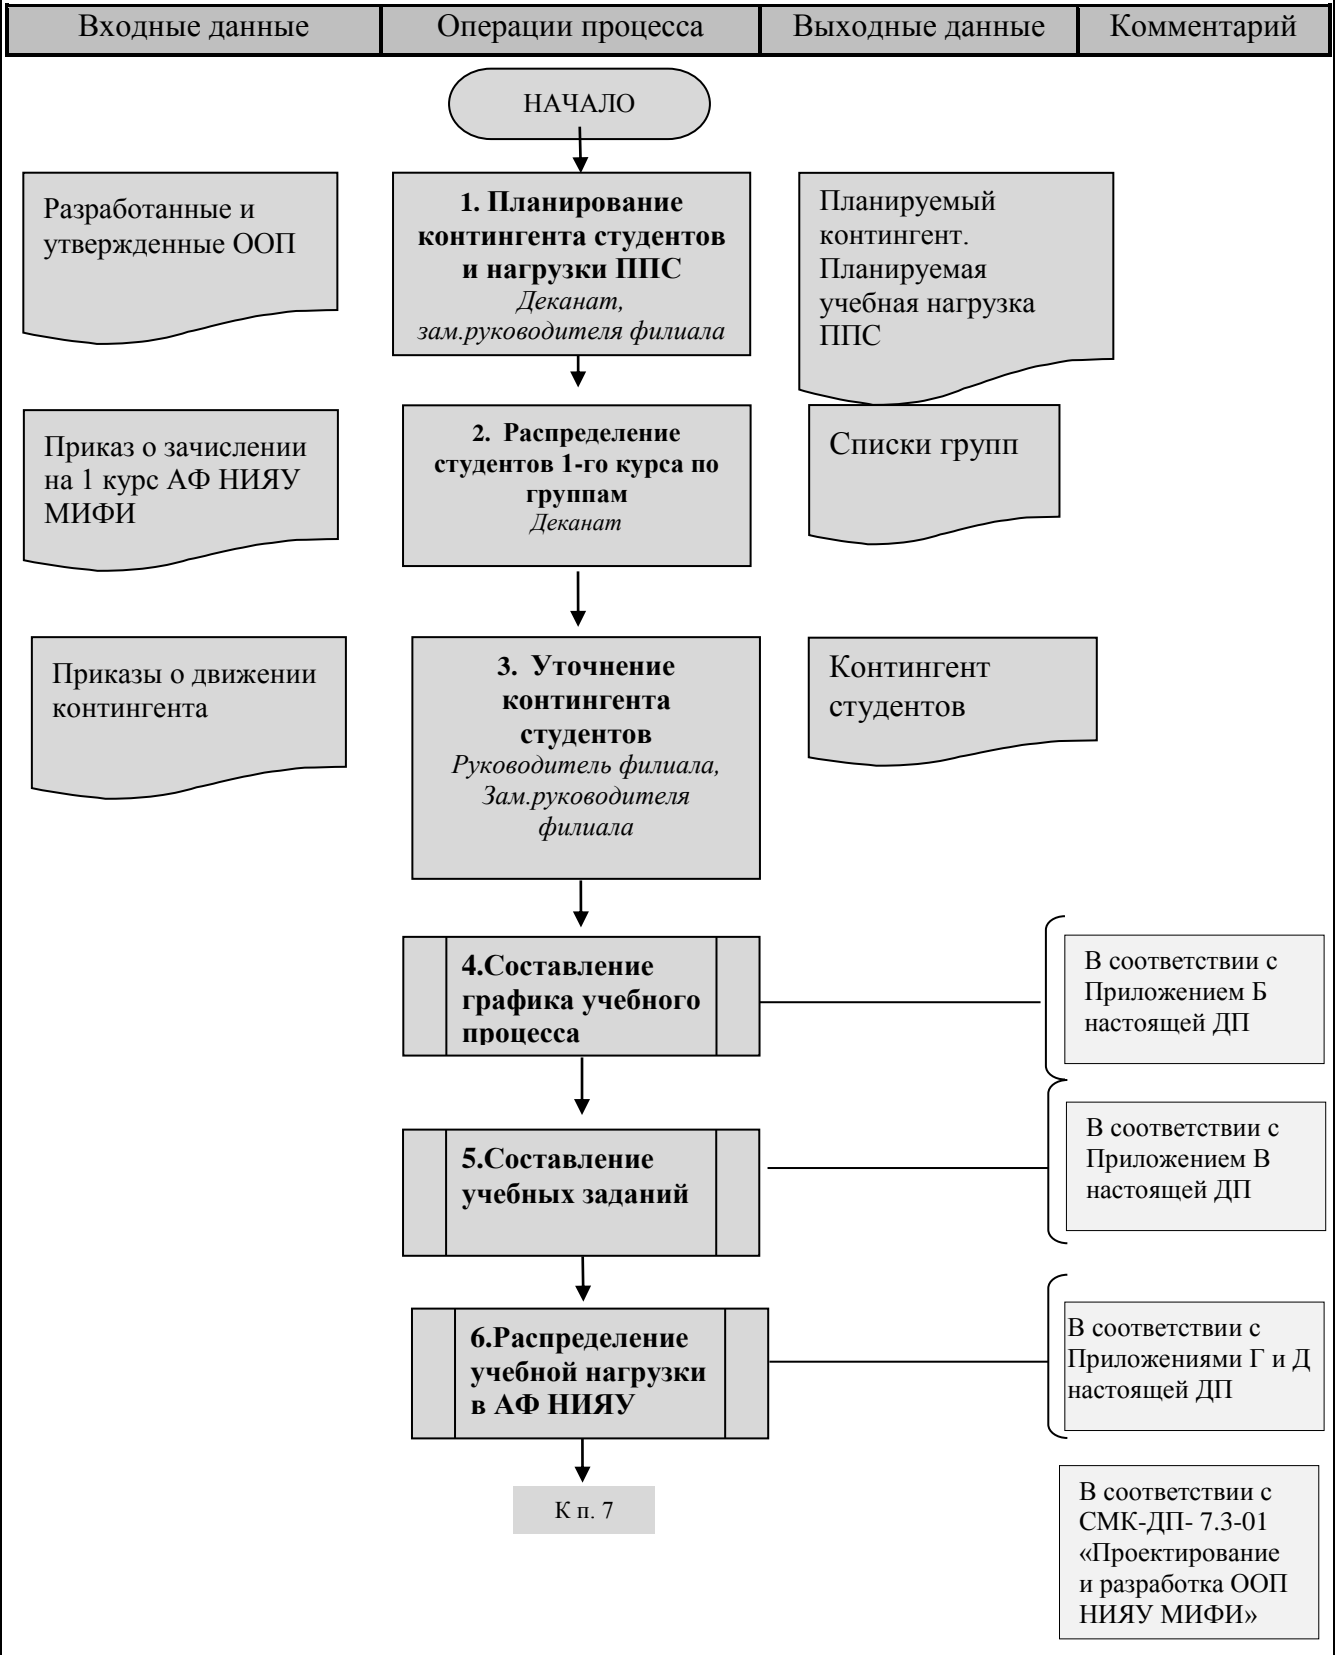 Входные данные
Операции процесса
Выходные данные
Комментарий
НАЧАЛО
Разработанные и
утвержденные ООП
1. Планирование
контингента студентов
и нагрузки ППС
Деканат,
зам.руководителя филиала
Планируемый
контингент.
Планируемая
учебная нагрузка
ППС
Приказ о зачислении
на 1 курс АФ НИЯУ
МИФИ
2. Распределение
студентов 1-го курса по
группам
Деканат
Списки групп
Приказы о движении
контингента
3. Уточнение
контингента
студентов
Руководитель филиала,
Зам.руководителя
филиала
Контингент
студентов
4.Составление
графика учебного
процесса
В соответствии с
Приложением Б
настоящей ДП
5.Составление
учебных заданий
В соответствии с
Приложением В
настоящей ДП
6.Распределение
учебной нагрузки
в АФ НИЯУ
В соответствии с
Приложениями Г и Д
настоящей ДП
К п. 7
В соответствии с
СМК-ДП- 7.3-01
«Проектирование
и разработка ООП
НИЯУ МИФИ»